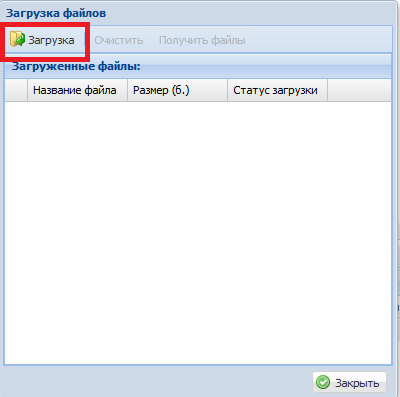 Загрузка файлов
Загрузка Очистить Получить файлы
Загруженные файлы:
Название файла Размер (б.) Статус загрузки
Закрыть